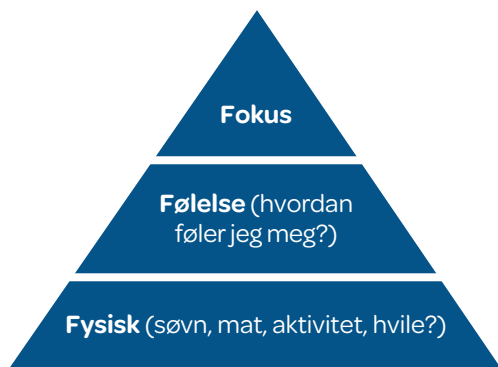 Fokus
Følelse (hvordan
føler jeg meg?)
Fysisk (søvn, mat, aktivitet, hvile?)